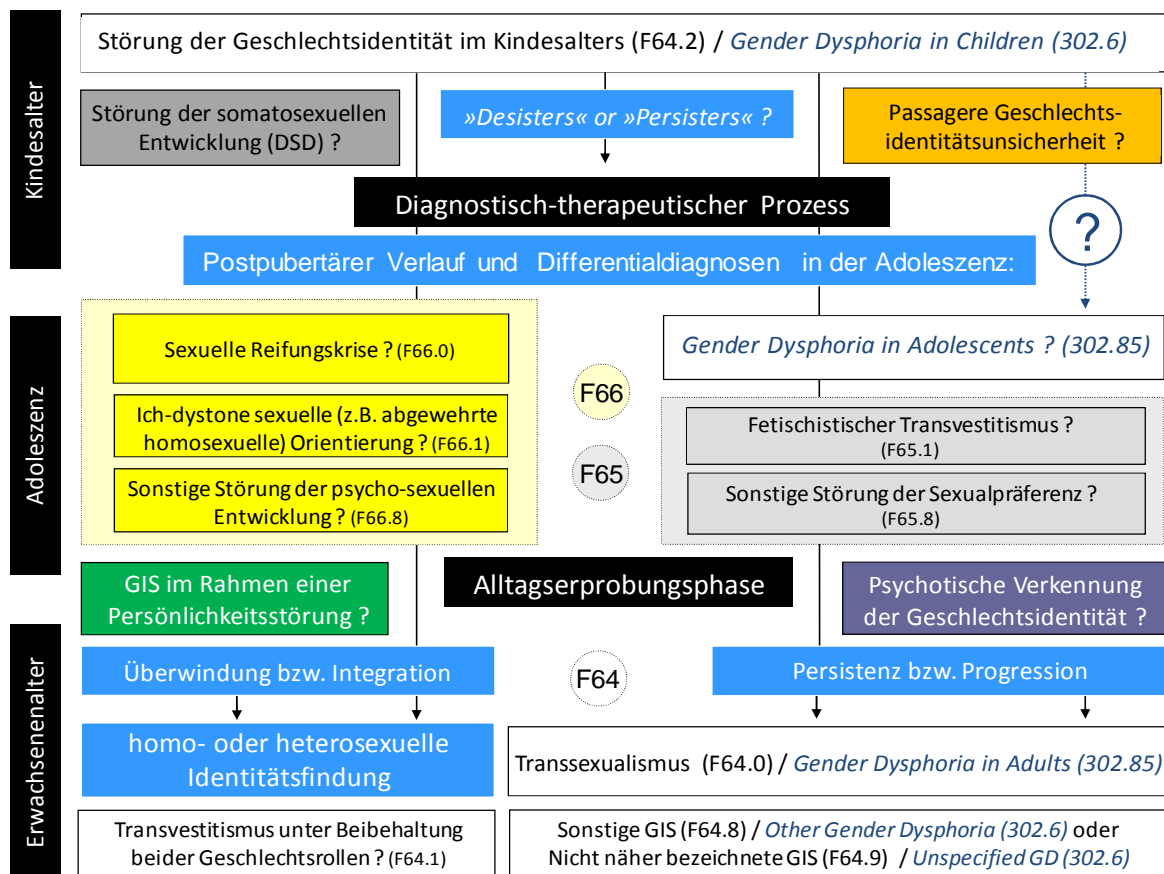 Kindesalter
Störung der Geschlechtsidentität im Kindesalters (F64.2) / Gender Dysphoria in Children (302.6)
Störung der somatosexuellen
Entwicklung (DSD) ?
»Desisters« or »Persisters« ?
Passagere Geschlechts-
identitätsunsicherheit ?
Diagnostisch-therapeutischer Prozess
?
Postpubertärer Verlauf und Differentialdiagnosen in der Adoleszenz:
Adoleszenz
Sexuelle Reifungskrise ? (F66.0)
Ich-dystone sexuelle (z.B. abgewehrte
homosexuelle) Orientierung ? (F66.1)
Sonstige Störung der psycho-sexuellen
Entwicklung ? (F66.8)
F66
F65
Gender Dysphoria in Adolescents ? (302.85)
Fetischistischer Transvestitismus ?
(F65.1)
Sonstige Störung der Sexualpräferenz ?
(F65.8)
GIS im Rahmen einer
Persönlichkeitsstörung ?
Alltagserprobungsphase
Psychotische Verkennung
der Geschlechtsidentität ?
Erwachsenenalter
Überwindung bzw. Integration
F64
Persistenz bzw. Progression
homo- oder heterosexuelle
Identitätsfindung
Transsexualismus (F64.0) / Gender Dysphoria in Adults (302.85)
Transvestitismus unter Beibehaltung
beider Geschlechtsrollen ? (F64.1)
Sonstige GIS (F64.8) / Other Gender Dysphoria (302.6) oder
Nicht näher bezeichnete GIS (F64.9) / Unspecified GD (302.6)